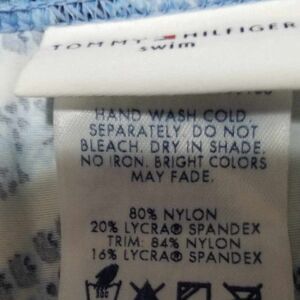 TOMMY HILFIGER
swim
HAND WASH COLD,
SEPARATELY. DO NOT
BLEACH. DRY IN SHADE.
NO IRON. BRIGHT COLORS
MAY FADE.
80% NYLON
20% LYCRA® SPANDEX
TRIM: 84% NYLON
16% LYCRA® SPANDEX